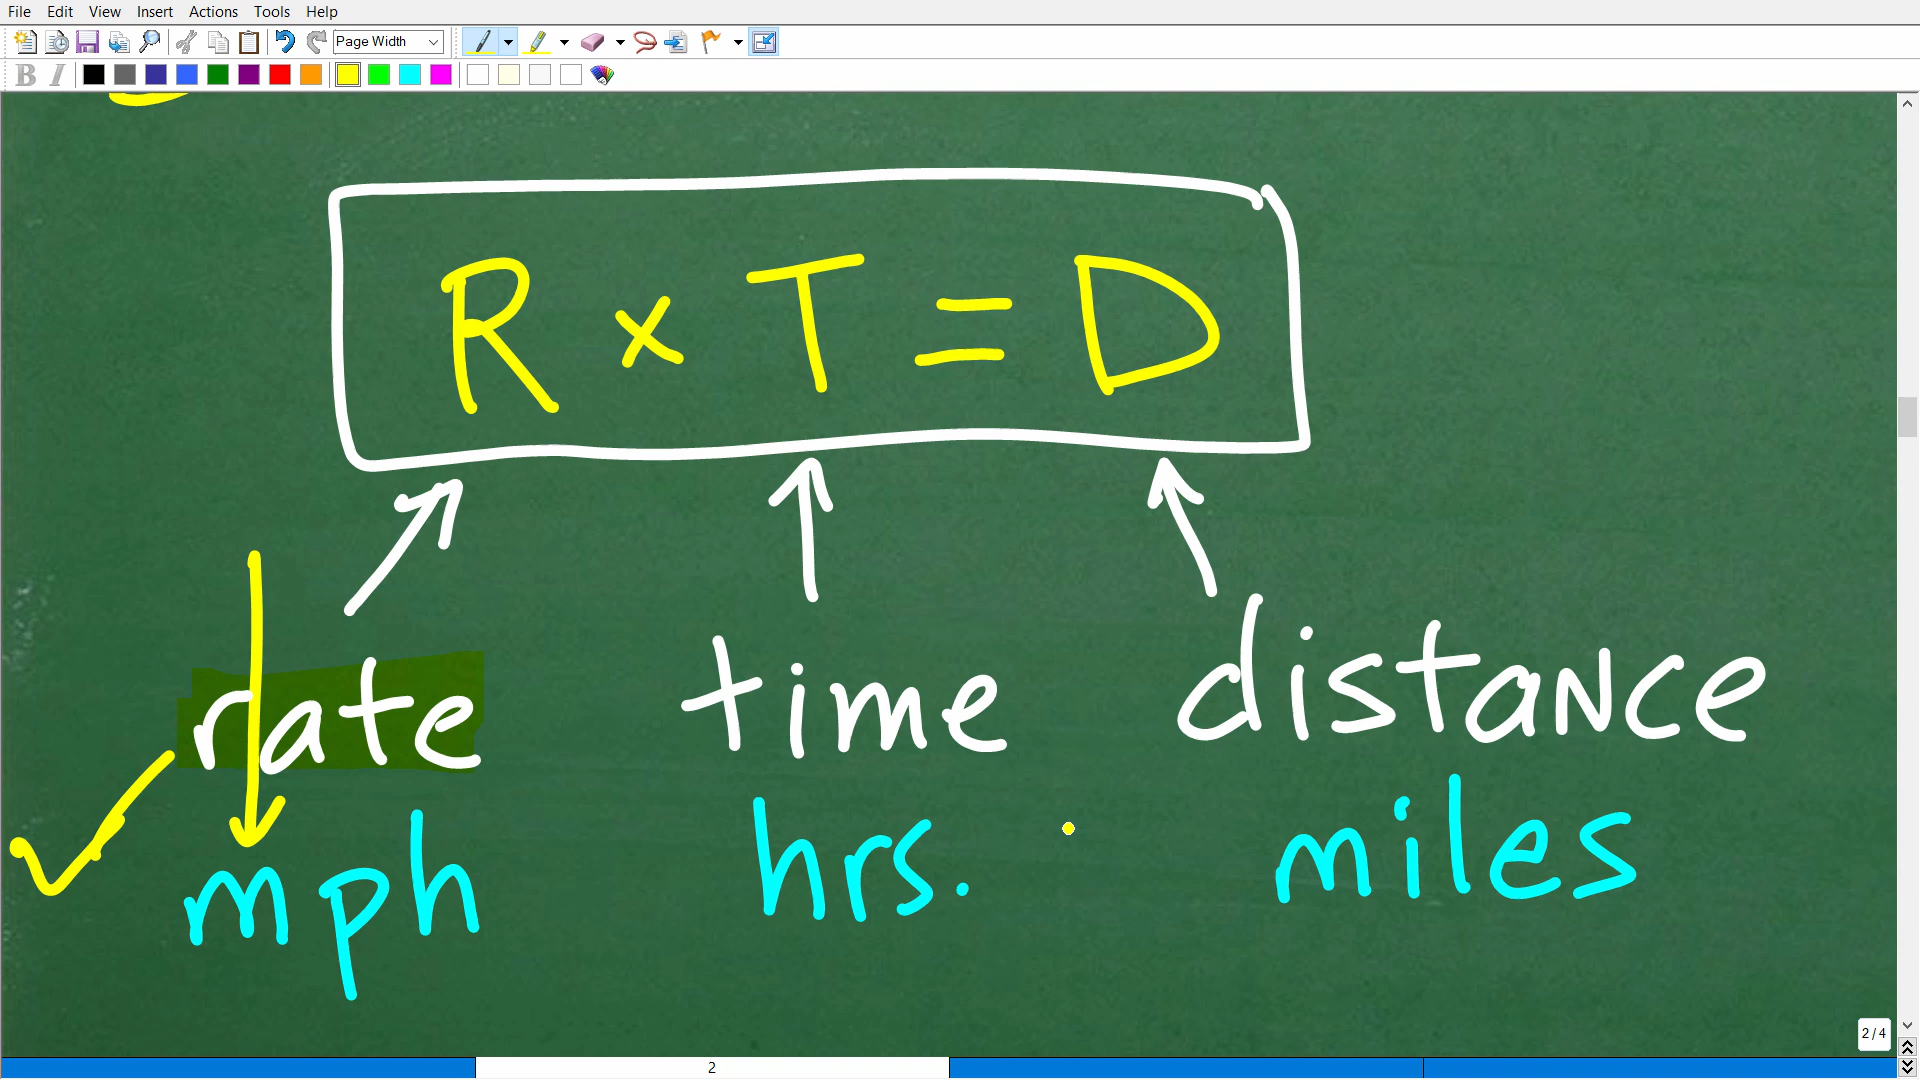 File Edit View Insert Actions Tools Help
Page Width
B I
R × T = D
rate time distance
mph hrs. miles
2 / 4
2